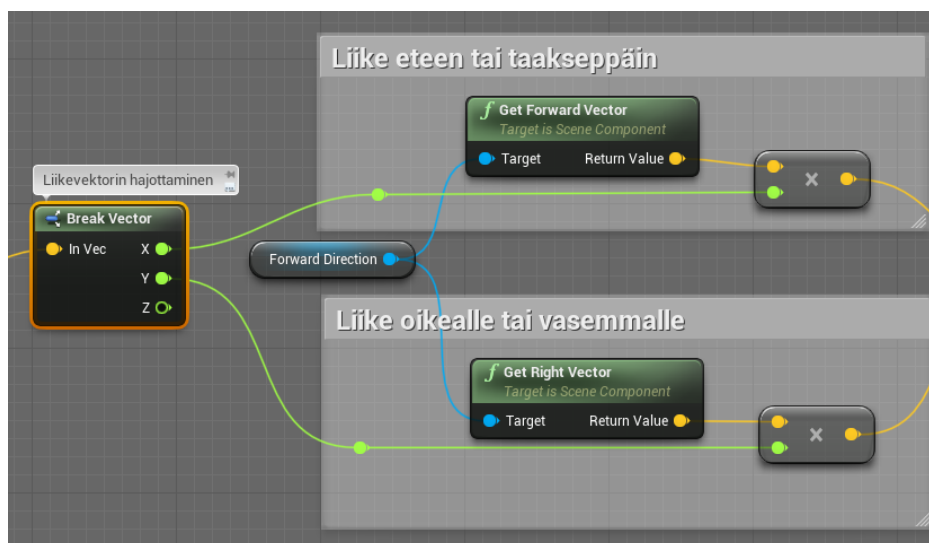 Liike eteen tai taakseppäin
Get Forward Vector
Target is Scene Component
Target Return Value
×
Liikevektorin hajottaminen
Break Vector
In Vec X
Y
Z
Forward Direction
Liike oikealle tai vasemmalle
Get Right Vector
Target is Scene Component
Target Return Value
×